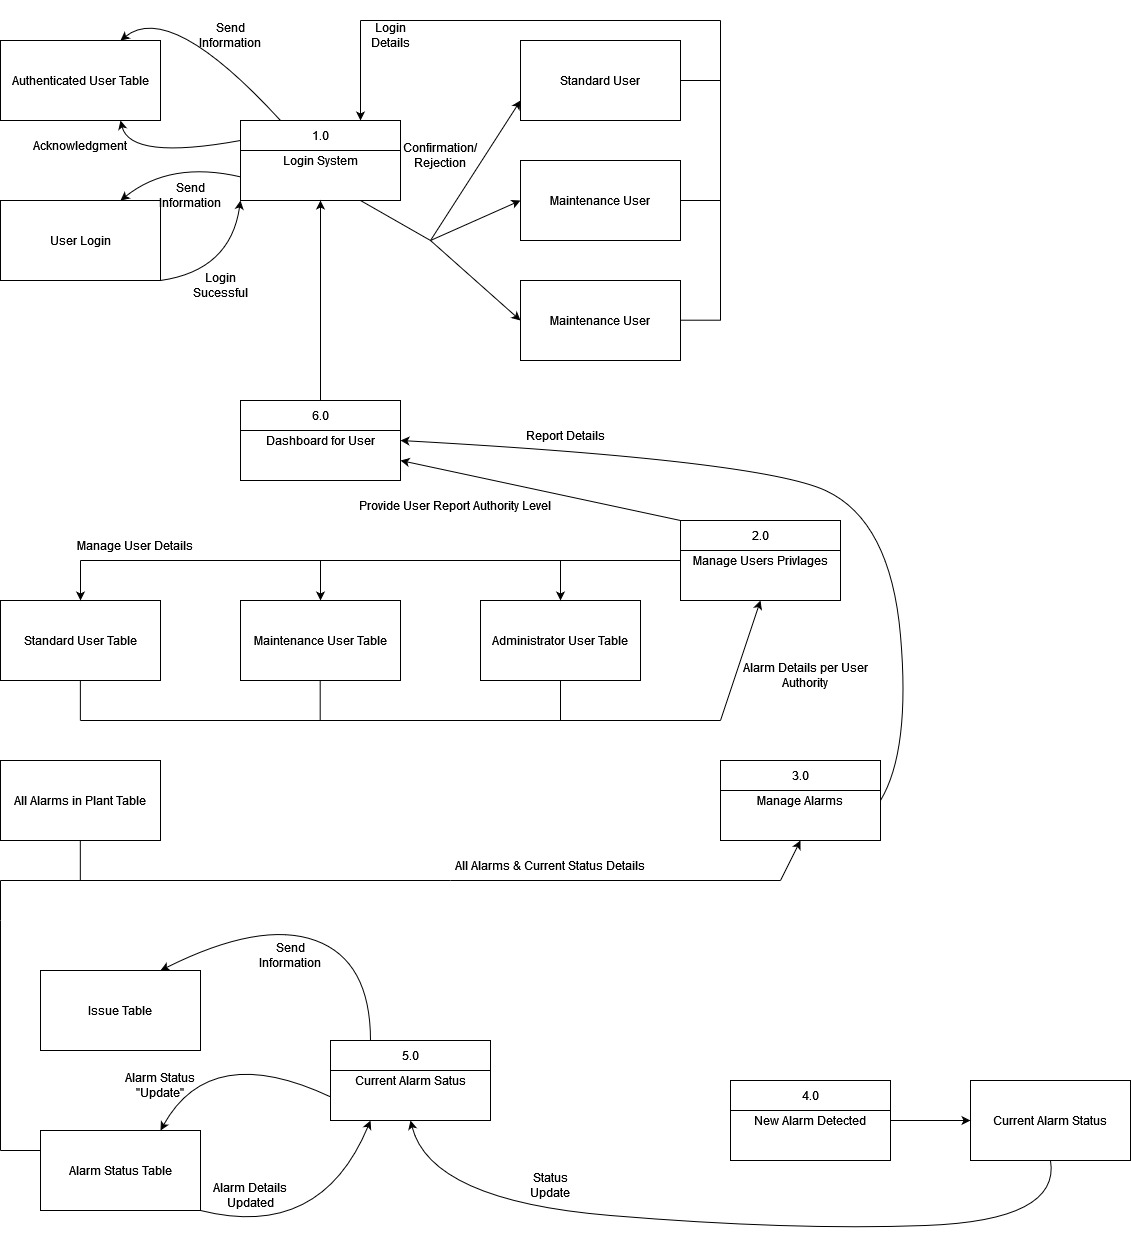 Send
Information
Login
Details
Authenticated User Table
Standard User
1.0
Login System
Acknowledgment
Confirmation/
Rejection
Send
Information
Maintenance User
User Login
Login
Sucessful
Maintenance User
6.0
Dashboard for User
Report Details
Provide User Report Authority Level
2.0
Manage Users Privlages
Manage User Details
Standard User Table
Maintenance User Table
Administrator User Table
Alarm Details per User
Authority
3.0
Manage Alarms
All Alarms in Plant Table
All Alarms & Current Status Details
Send
Information
Issue Table
5.0
Current Alarm Satus
Alarm Status
"Update"
4.0
New Alarm Detected
Current Alarm Status
Alarm Status Table
Alarm Details
Updated
Status
Update